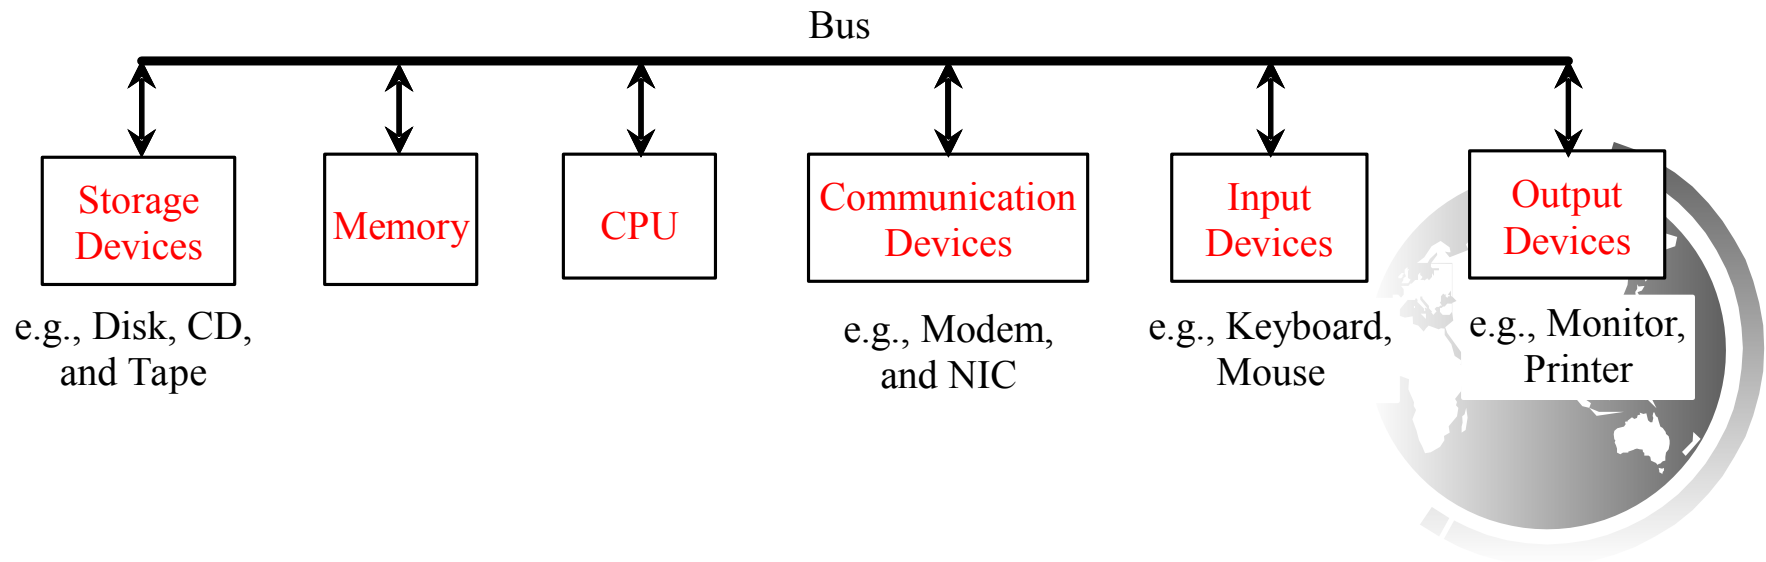 Bus
Storage
Devices
Memory
CPU
Communication
Devices
Input
Devices
Output
Devices
e.g., Disk, CD,
and Tape
e.g., Modem,
and NIC
e.g., Keyboard,
Mouse
e.g., Monitor,
Printer